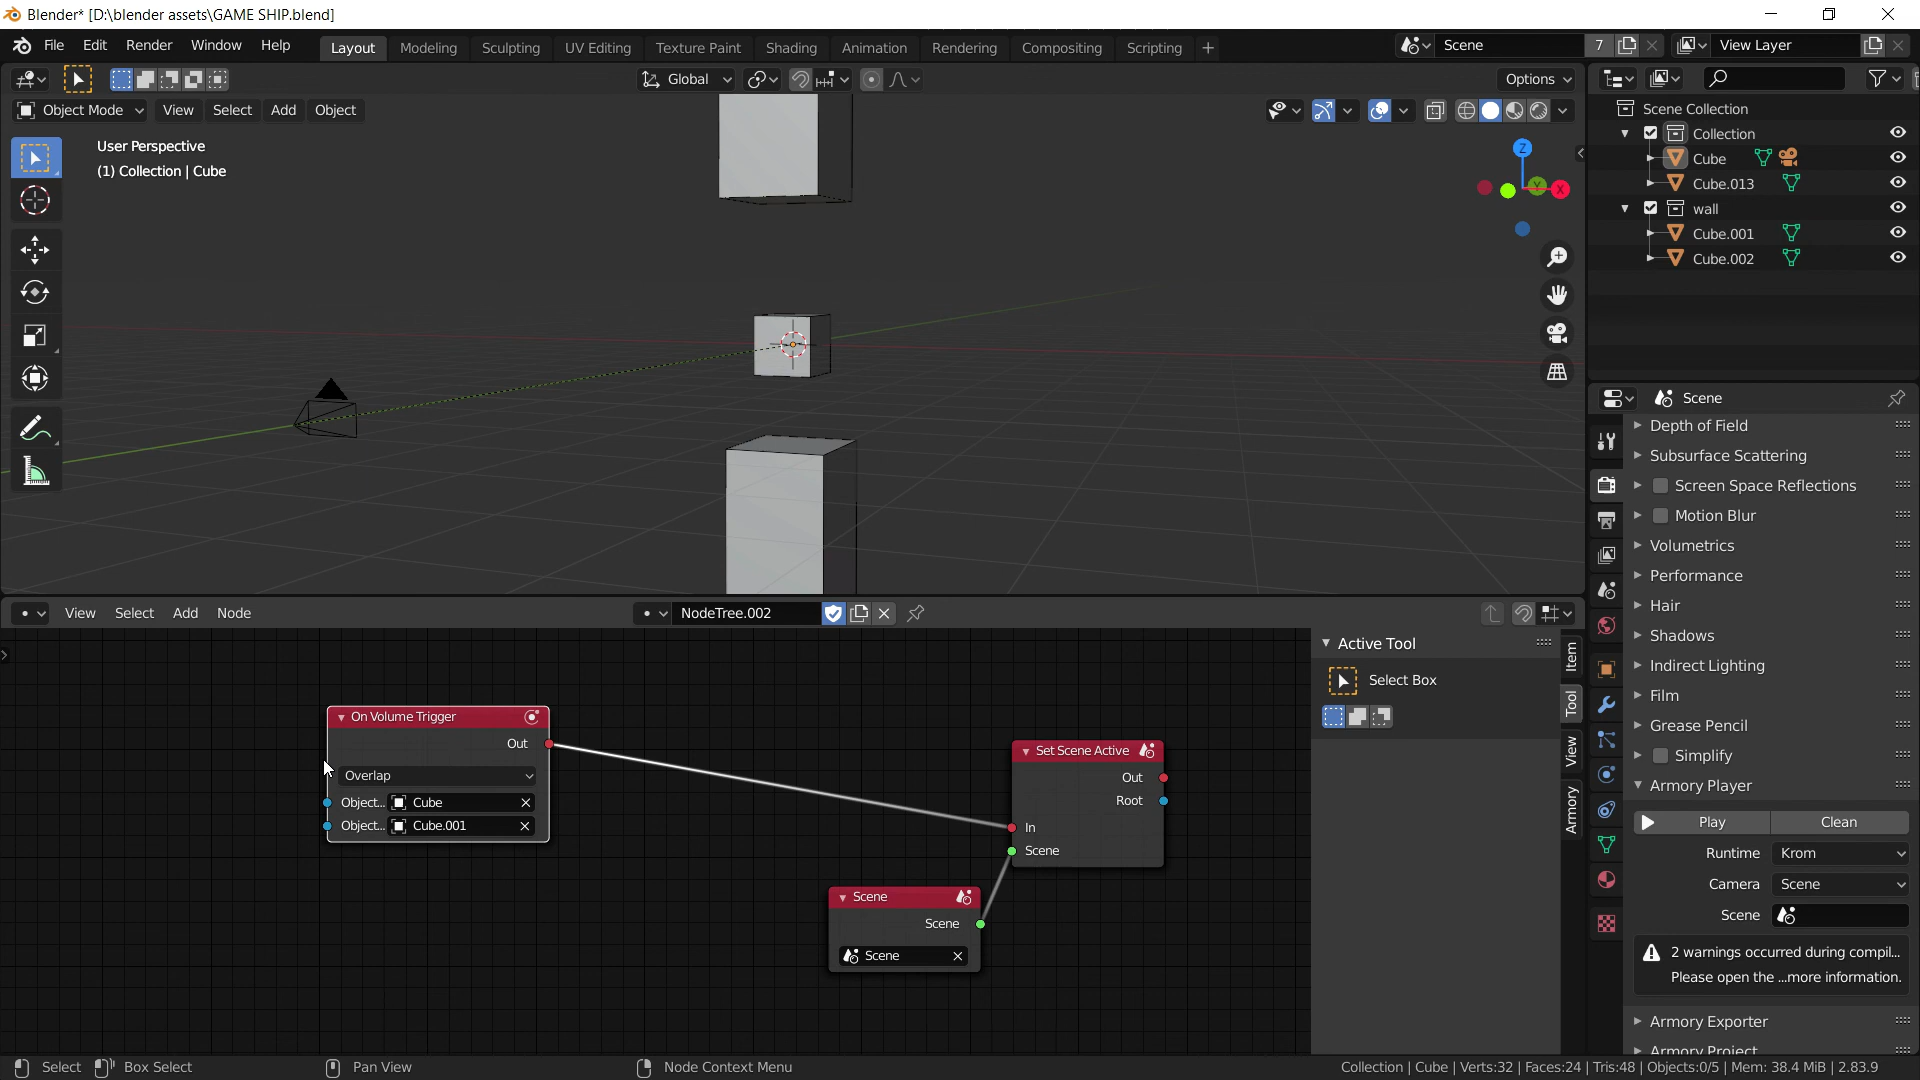 Blender* [D:\blender assets\GAME SHIP.blend]
File Edit Render Window Help
Layout Modeling Sculpting UV Editing Texture Paint Shading Animation Rendering Compositing Scripting +
Scene 7
View Layer
Global
Options
Object Mode View Select Add Object
User Perspective
(1) Collection | Cube
Z
Y
X
Scene Collection
Collection
Cube
Cube.013
wall
Cube.001
Cube.002
Scene
Depth of Field
Subsurface Scattering
Screen Space Reflections
Motion Blur
Volumetrics
Performance
Hair
Shadows
Indirect Lighting
Film
Grease Pencil
Simplify
Armory Player
Play Clean
Runtime Krom
Camera Scene
Scene
2 warnings occurred during compil...
Please open the ...more information.
Armory Exporter
Armory Project
View Select Add Node
NodeTree.002
On Volume Trigger
Out
Overlap
Object... Cube
Object... Cube.001
Set Scene Active
Out
Root
In
Scene
Scene
Scene
Scene
Active Tool
Select Box
Item
Tool
View
Armory
Select Box Select Pan View Node Context Menu
Collection | Cube | Verts:32 | Faces:24 | Tris:48 | Objects:0/5 | Mem: 38.4 MiB | 2.83.9